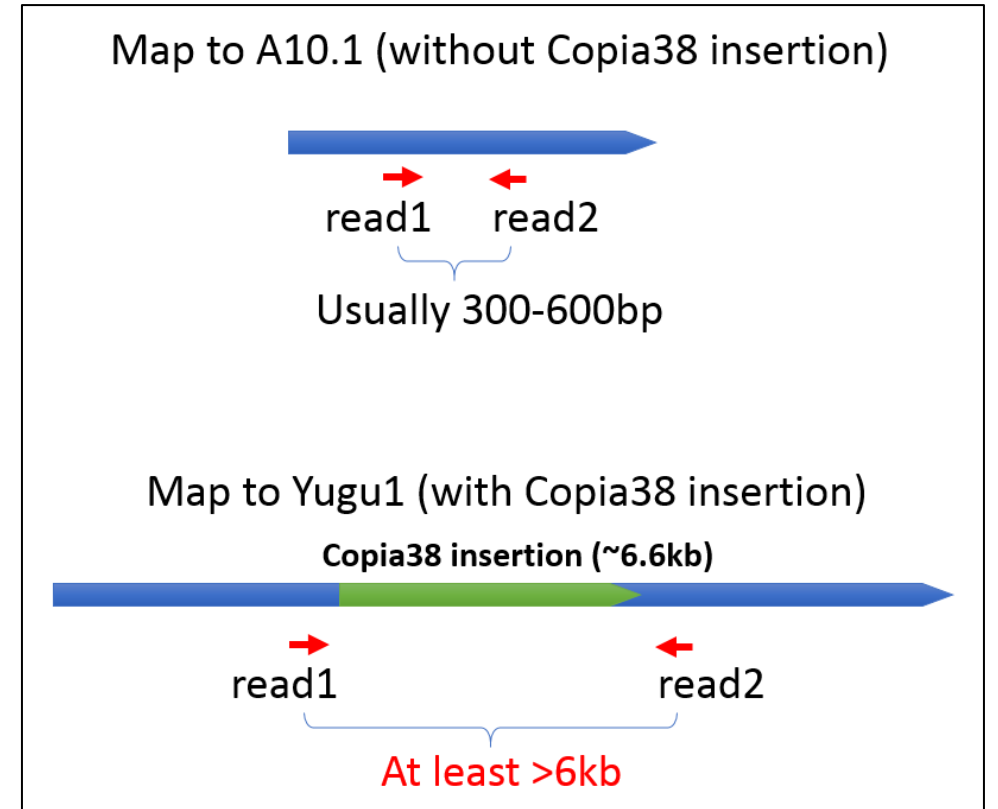 Map to A10.1 (without Copia38 insertion)
read1 read2
Usually 300-600bp
Map to Yugu1 (with Copia38 insertion)
Copia38 insertion (~6.6kb)
read1 read2
At least >6kb